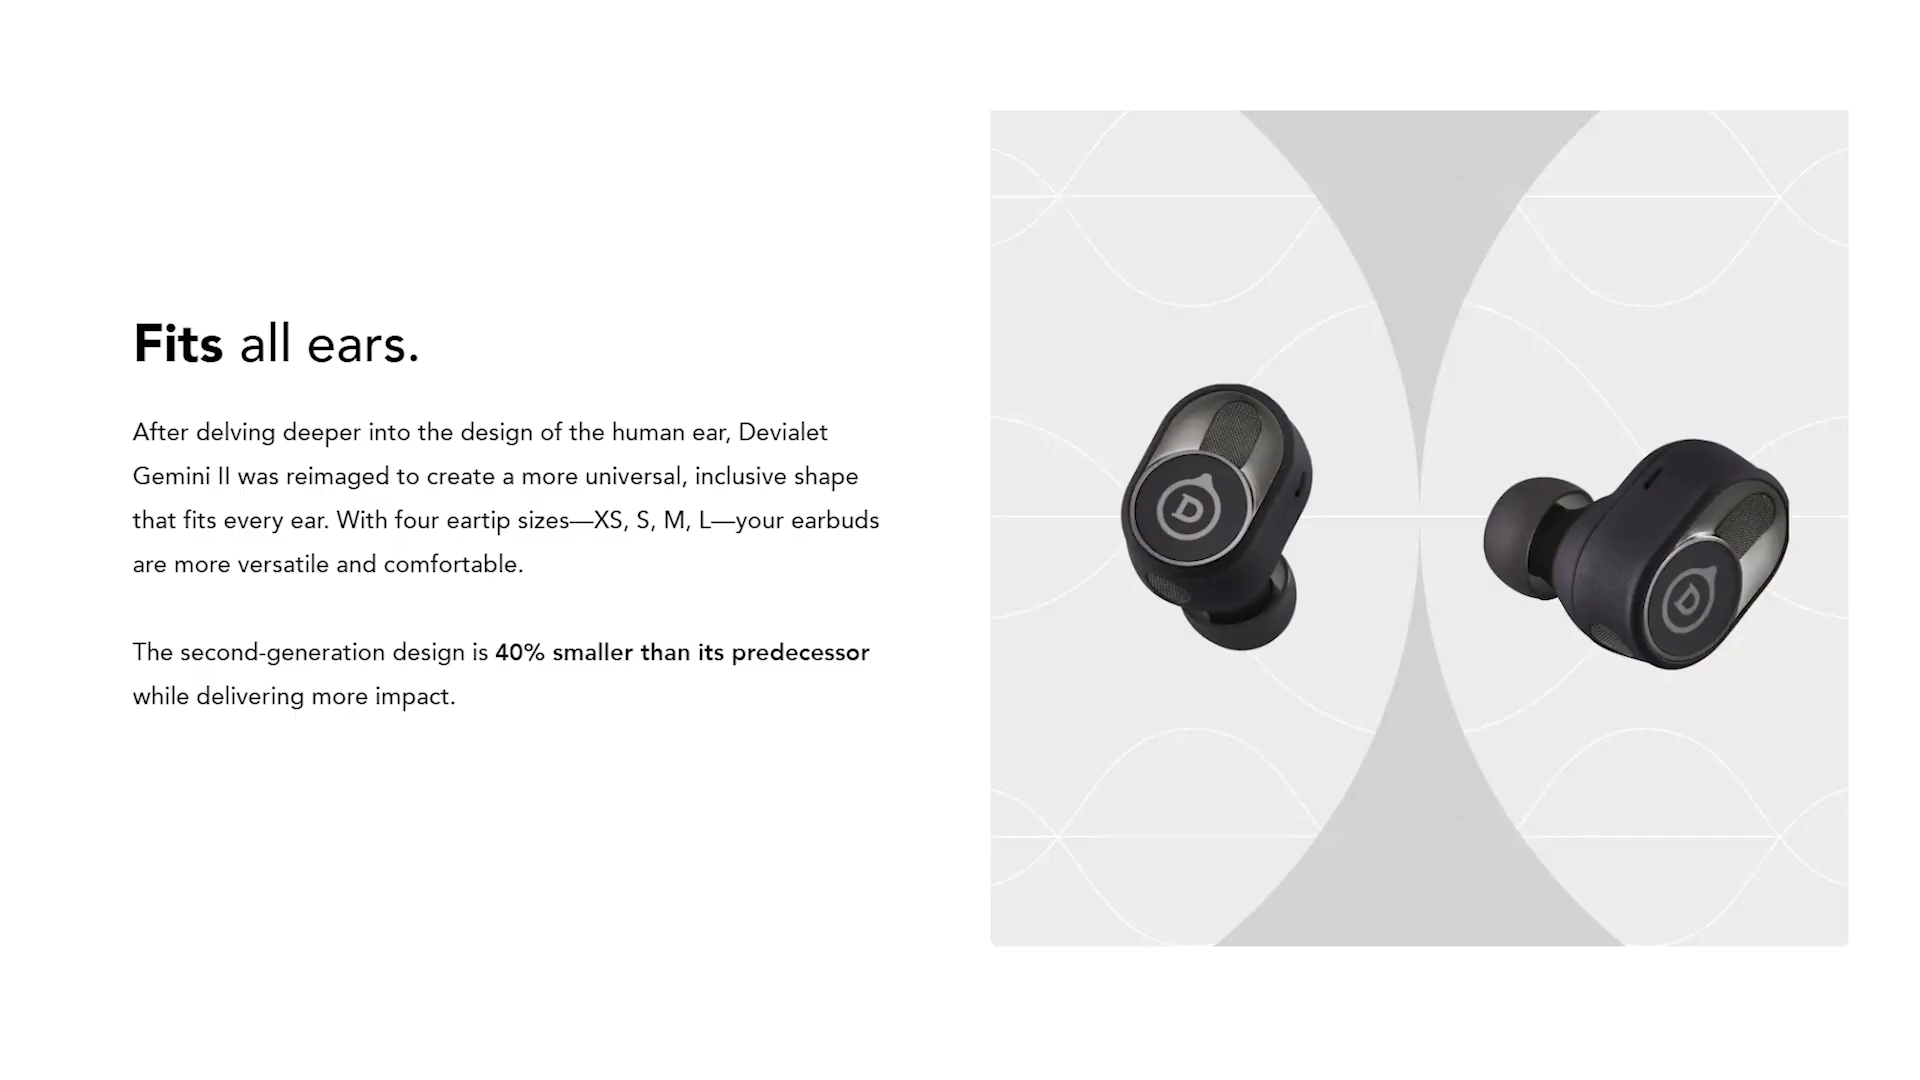 Fits all ears.
After delving deeper into the design of the human ear, Devialet
Gemini II was reimaged to create a more universal, inclusive shape
that fits every ear. With four eartip sizes—XS, S, M, L—your earbuds
are more versatile and comfortable.
The second-generation design is 40% smaller than its predecessor
while delivering more impact.
D
D